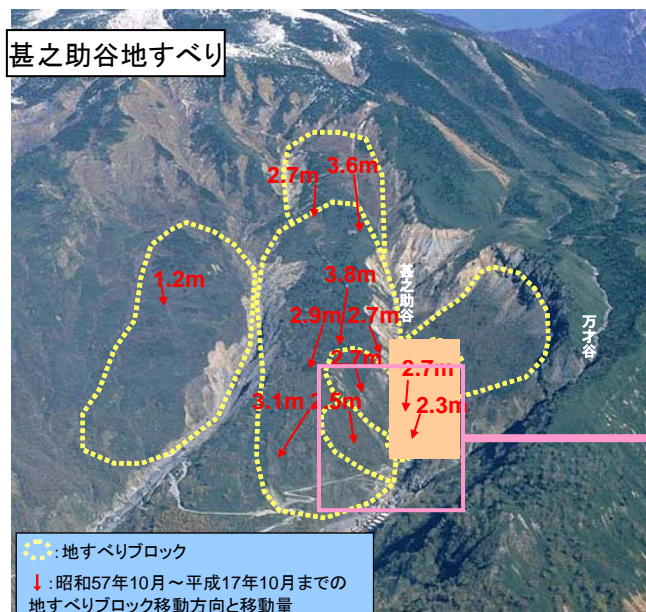 甚之助谷地すべり
2.7m
3.6m
1.2m
3.8m
甚之助谷
2.9m
2.7m
万才谷
2.7m
2.7m
3.1m
2.5m
2.3m
:地すべりブロック
:昭和57年10月～平成17年10月までの
地すべりブロック移動方向と移動量